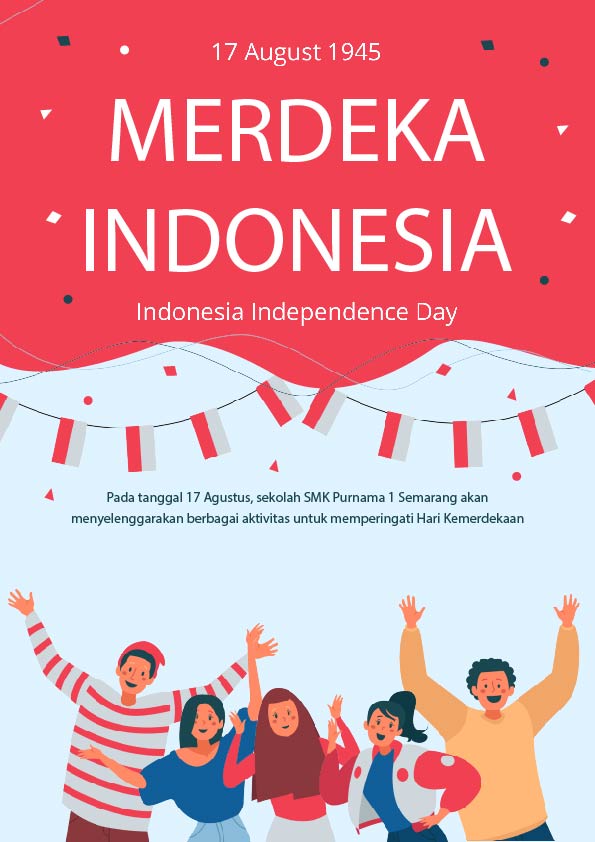 17 August 1945
MERDEKA
INDONESIA
Indonesia Independence Day
Pada tanggal 17 Agustus, sekolah SMK Purnama 1 Semarang akan
menyelenggarakan berbagai aktivitas untuk memperingati Hari Kemerdekaan